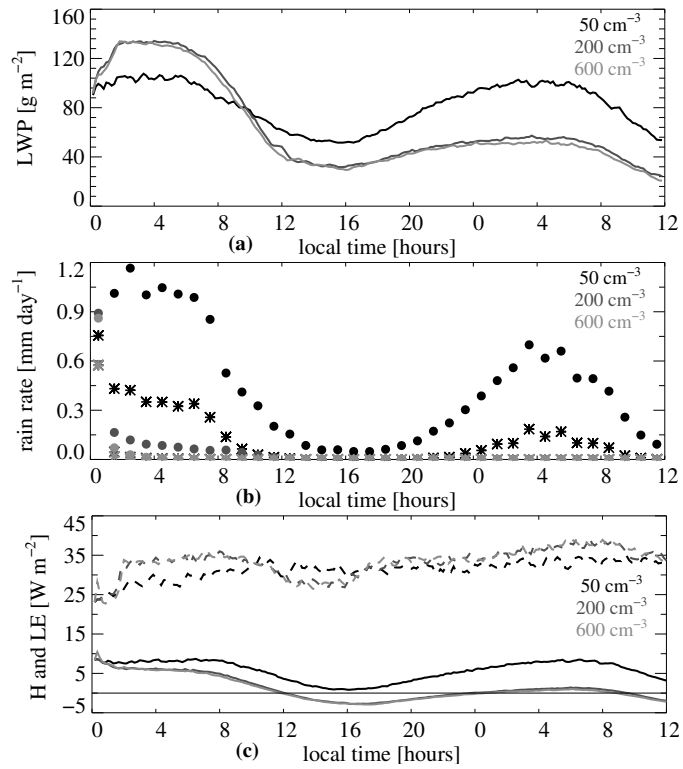 160
120
80
40
0
LWP [g m⁻²]
50 cm⁻³
200 cm⁻³
600 cm⁻³
0 4 8 12 16 20 0 4 8 12
(a) local time [hours]
1.2
0.9
0.6
0.3
0.0
rain rate [mm day⁻¹]
50 cm⁻³
200 cm⁻³
600 cm⁻³
0 4 8 12 16 20 0 4 8 12
(b) local time [hours]
45
35
25
15
5
−5
H and LE [W m⁻²]
50 cm⁻³
200 cm⁻³
600 cm⁻³
0 4 8 12 16 20 0 4 8 12
(c) local time [hours]